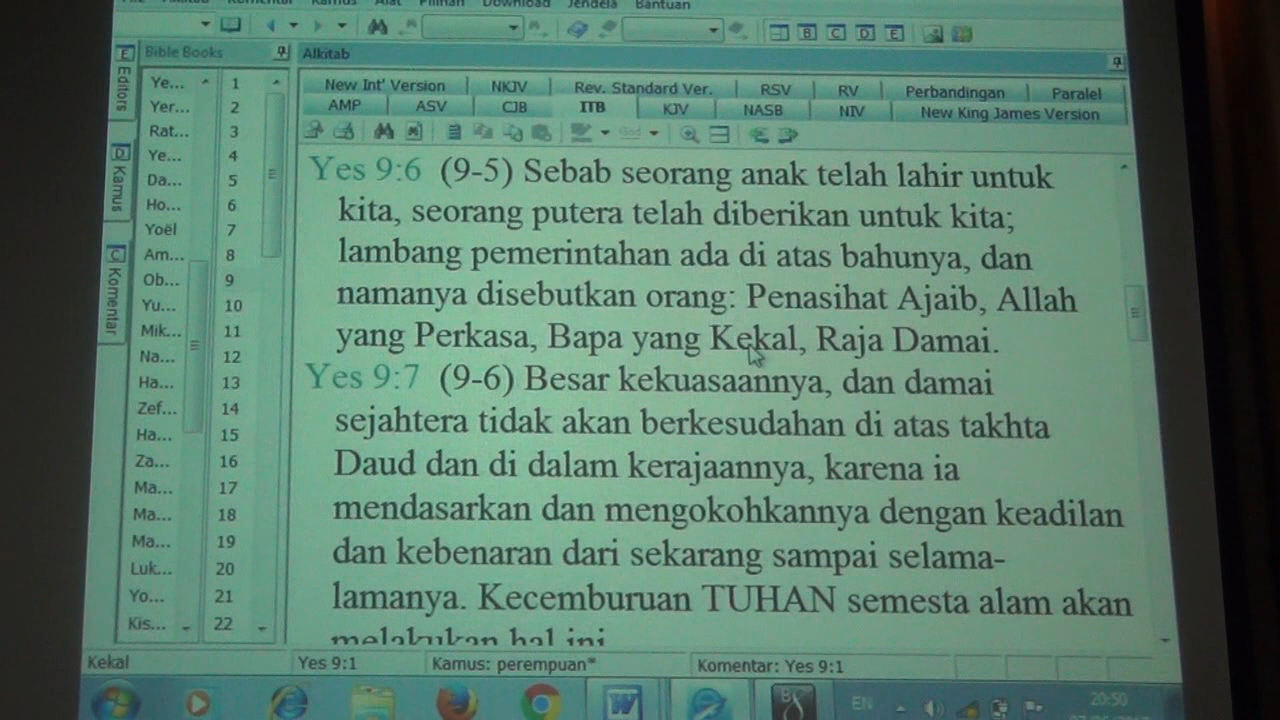 Download Jendela Bantuan
Bible Books
Alkitab
Editors
Kamus
Komentar
New Int' Version NKJV Rev. Standard Ver. RSV RV Perbandingan Paralel
AMP ASV CJB ITB KJV NASB NIV New King James Version
B C D E
Ye... 1
Yer... 2
Rat... 3
Ye... 4
Da... 5
Ho... 6
Yoël 7
Am... 8
Ob... 9
Yu... 10
Mik... 11
Na... 12
Ha... 13
Zef... 14
Ha... 15
Za... 16
Ma... 17
Ma... 18
Ma... 19
Luk... 20
Yo... 21
Kis... 22
Yes 9:6 (9-5) Sebab seorang anak telah lahir untuk
kita, seorang putera telah diberikan untuk kita;
lambang pemerintahan ada di atas bahunya, dan
namanya disebutkan orang: Penasihat Ajaib, Allah
yang Perkasa, Bapa yang Kekal, Raja Damai.
Yes 9:7 (9-6) Besar kekuasaannya, dan damai
sejahtera tidak akan berkesudahan di atas takhta
Daud dan di dalam kerajaannya, karena ia
mendasarkan dan mengokohkannya dengan keadilan
dan kebenaran dari sekarang sampai selama-
lamanya. Kecemburuan TUHAN semesta alam akan
melakukan hal ini.
Kekal Yes 9:1 Kamus: perempuan* Komentar: Yes 9:1
EN 20:50